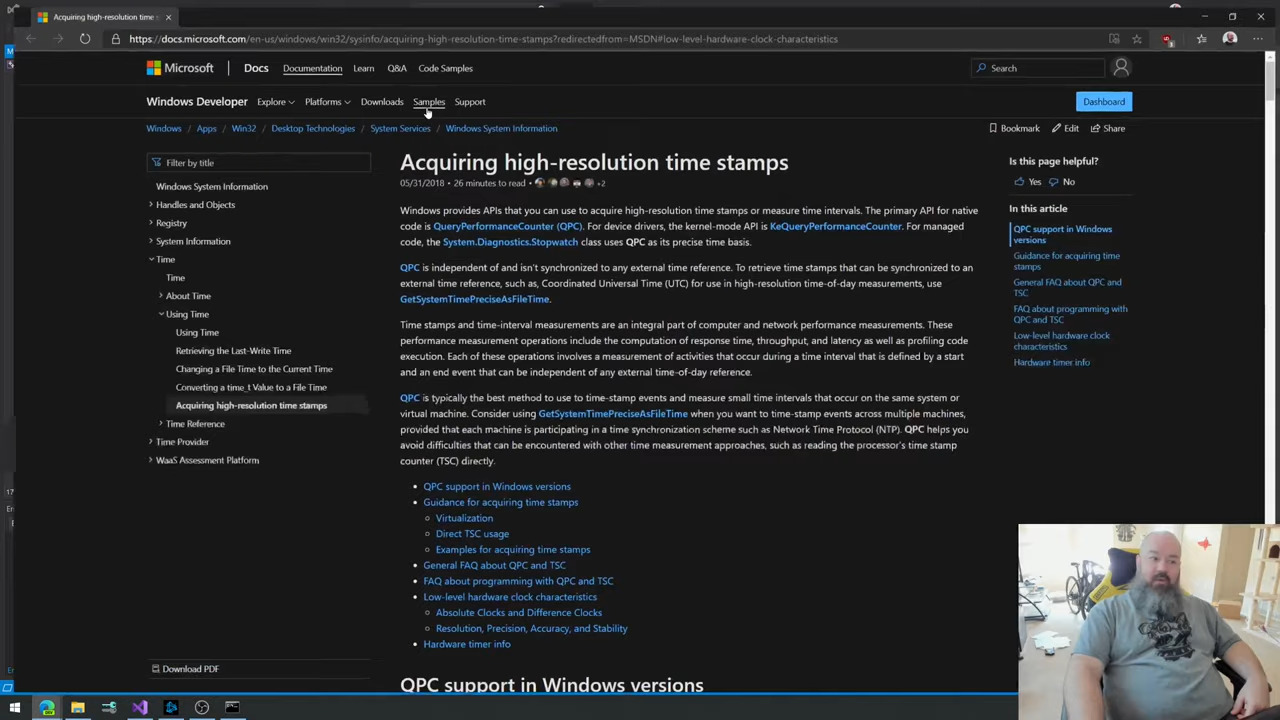 Acquiring high-resolution time s
https://docs.microsoft.com/en-us/windows/win32/sysinfo/acquiring-high-resolution-time-stamps?redirectedfrom=MSDN#low-level-hardware-clock-characteristics
Microsoft Docs Documentation Learn Q&A Code Samples Search
Windows Developer Explore Platforms Downloads Samples Support Dashboard
Windows / Apps / Win32 / Desktop Technologies / System Services / Windows System Information Bookmark Edit Share
Filter by title
Windows System Information
Handles and Objects
Registry
System Information
Time
Time
About Time
Using Time
Using Time
Retrieving the Last-Write Time
Changing a File Time to the Current Time
Converting a time_t Value to a File Time
Acquiring high-resolution time stamps
Time Reference
Time Provider
WaaS Assessment Platform
Download PDF
Acquiring high-resolution time stamps
05/31/2018 • 26 minutes to read • +2
Windows provides APIs that you can use to acquire high-resolution time stamps or measure time intervals. The primary API for native
code is QueryPerformanceCounter (QPC). For device drivers, the kernel-mode API is KeQueryPerformanceCounter. For managed
code, the System.Diagnostics.Stopwatch class uses QPC as its precise time basis.
QPC is independent of and isn't synchronized to any external time reference. To retrieve time stamps that can be synchronized to an
external time reference, such as, Coordinated Universal Time (UTC) for use in high-resolution time-of-day measurements, use
GetSystemTimePreciseAsFileTime.
Time stamps and time-interval measurements are an integral part of computer and network performance measurements. These
performance measurement operations include the computation of response time, throughput, and latency as well as profiling code
execution. Each of these operations involves a measurement of activities that occur during a time interval that is defined by a start
and an end event that can be independent of any external time-of-day reference.
QPC is typically the best method to use to time-stamp events and measure small time intervals that occur on the same system or
virtual machine. Consider using GetSystemTimePreciseAsFileTime when you want to time-stamp events across multiple machines,
provided that each machine is participating in a time synchronization scheme such as Network Time Protocol (NTP). QPC helps you
avoid difficulties that can be encountered with other time measurement approaches, such as reading the processor's time stamp
counter (TSC) directly.
• QPC support in Windows versions
• Guidance for acquiring time stamps
○ Virtualization
○ Direct TSC usage
○ Examples for acquiring time stamps
• General FAQ about QPC and TSC
• FAQ about programming with QPC and TSC
• Low-level hardware clock characteristics
○ Absolute Clocks and Difference Clocks
○ Resolution, Precision, Accuracy, and Stability
• Hardware timer info
QPC support in Windows versions
Is this page helpful?
Yes No
In this article
QPC support in Windows
versions
Guidance for acquiring time
stamps
General FAQ about QPC and
TSC
FAQ about programming with
QPC and TSC
Low-level hardware clock
characteristics
Hardware timer info